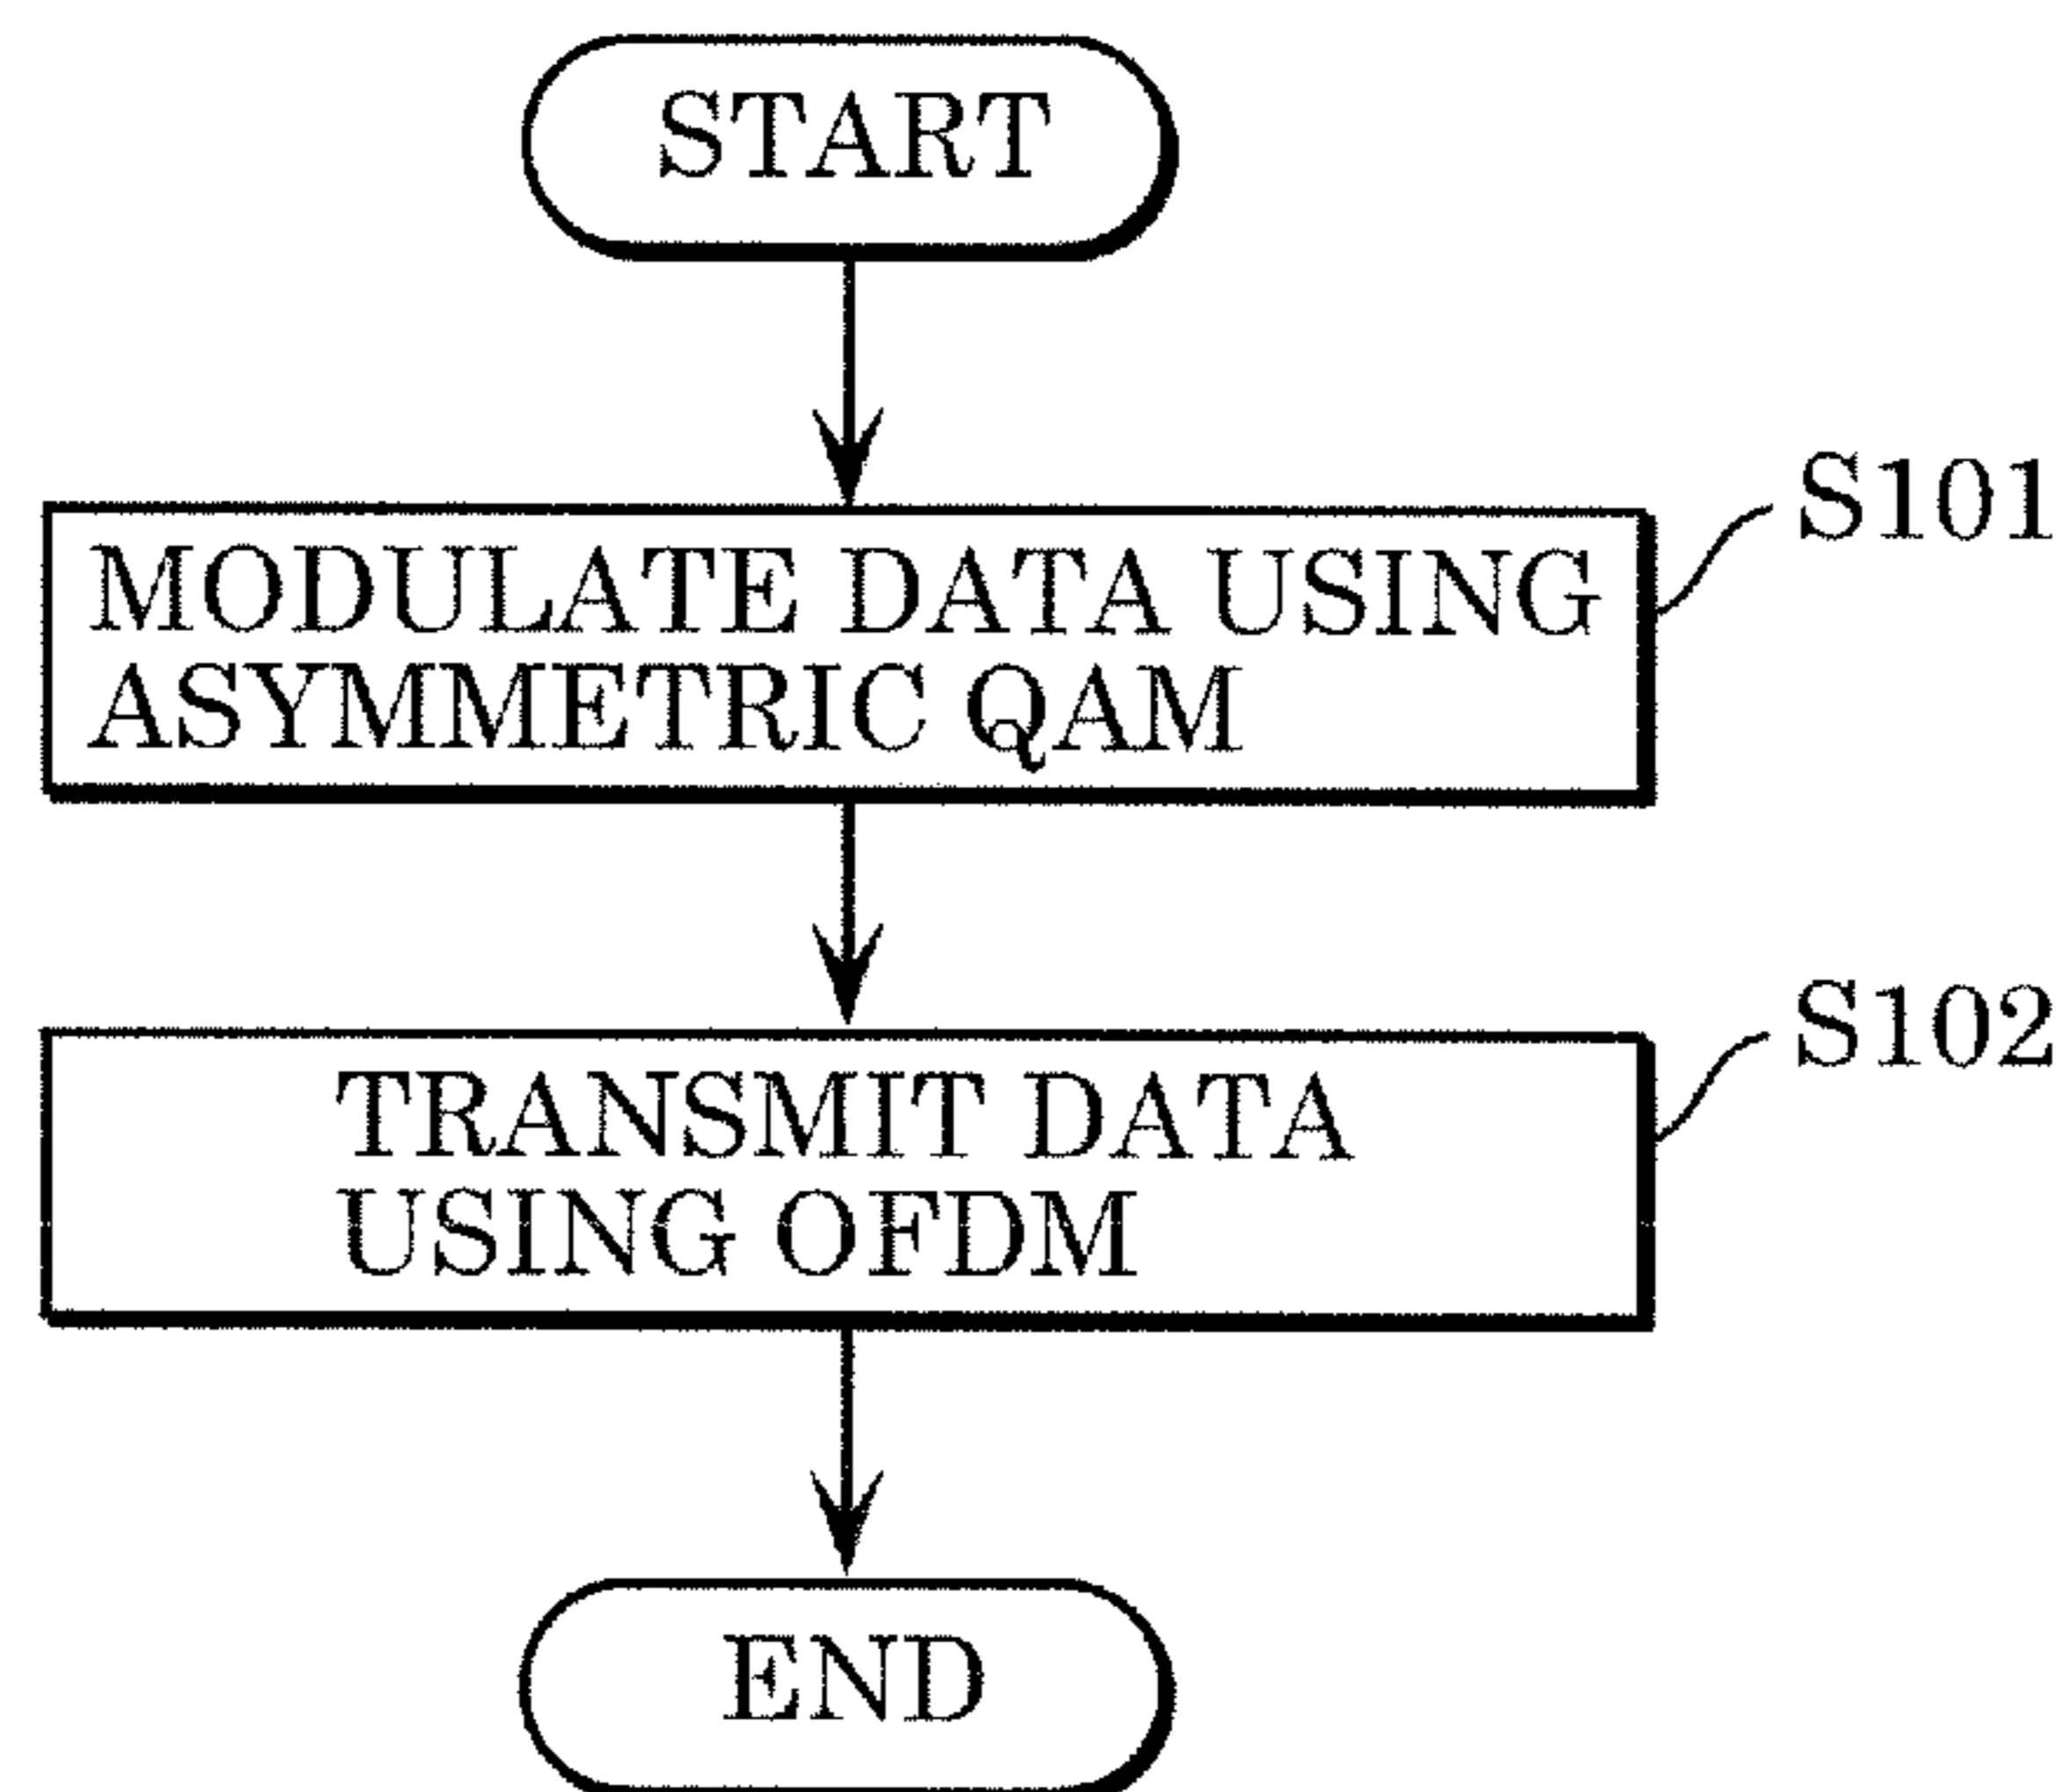 START
S101
MODULATE DATA USING
ASYMMETRIC QAM
S102
TRANSMIT DATA
USING OFDM
END